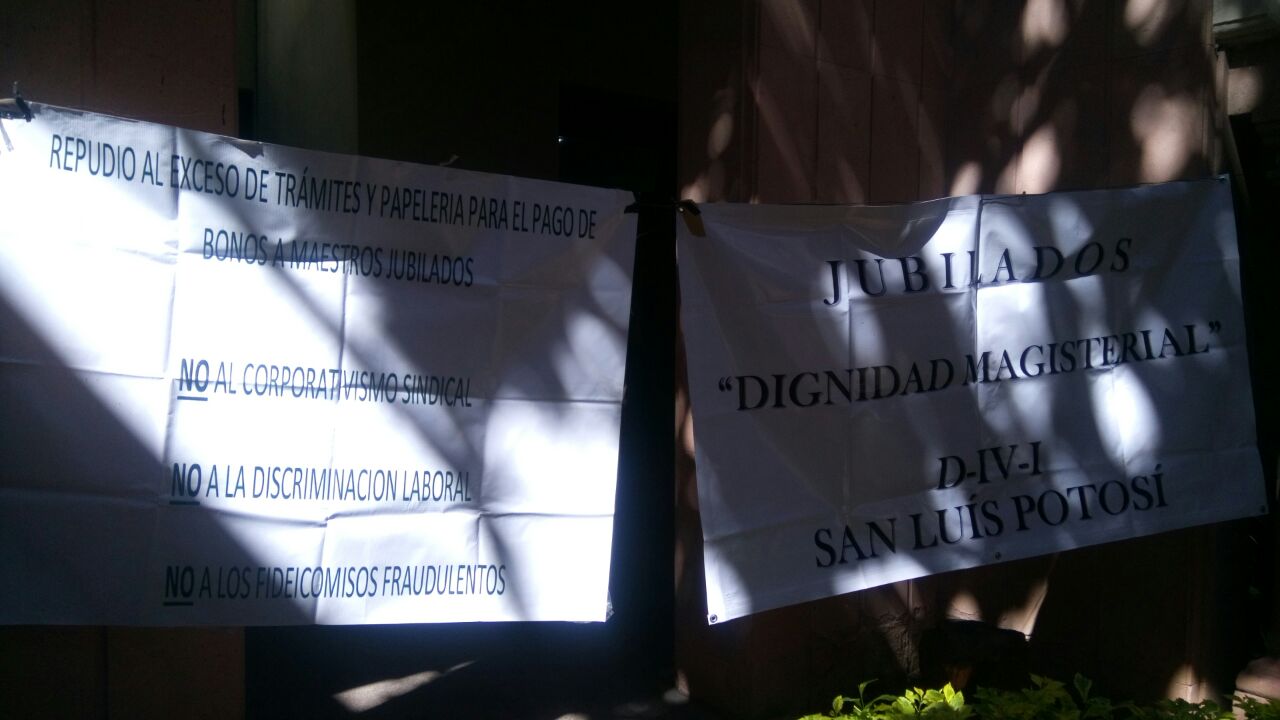 REPUDIO AL EXCESO DE TRÁMITES Y PAPELERIA PARA EL PAGO DE
BONOS A MAESTROS JUBILADOS
NO AL CORPORATIVISMO SINDICAL
NO A LA DISCRIMINACION LABORAL
NO A LOS FIDEICOMISOS FRAUDULENTOS
JUBILADOS
“DIGNIDAD MAGISTERIAL”
D-IV-I
SAN LUÍS POTOSÍ